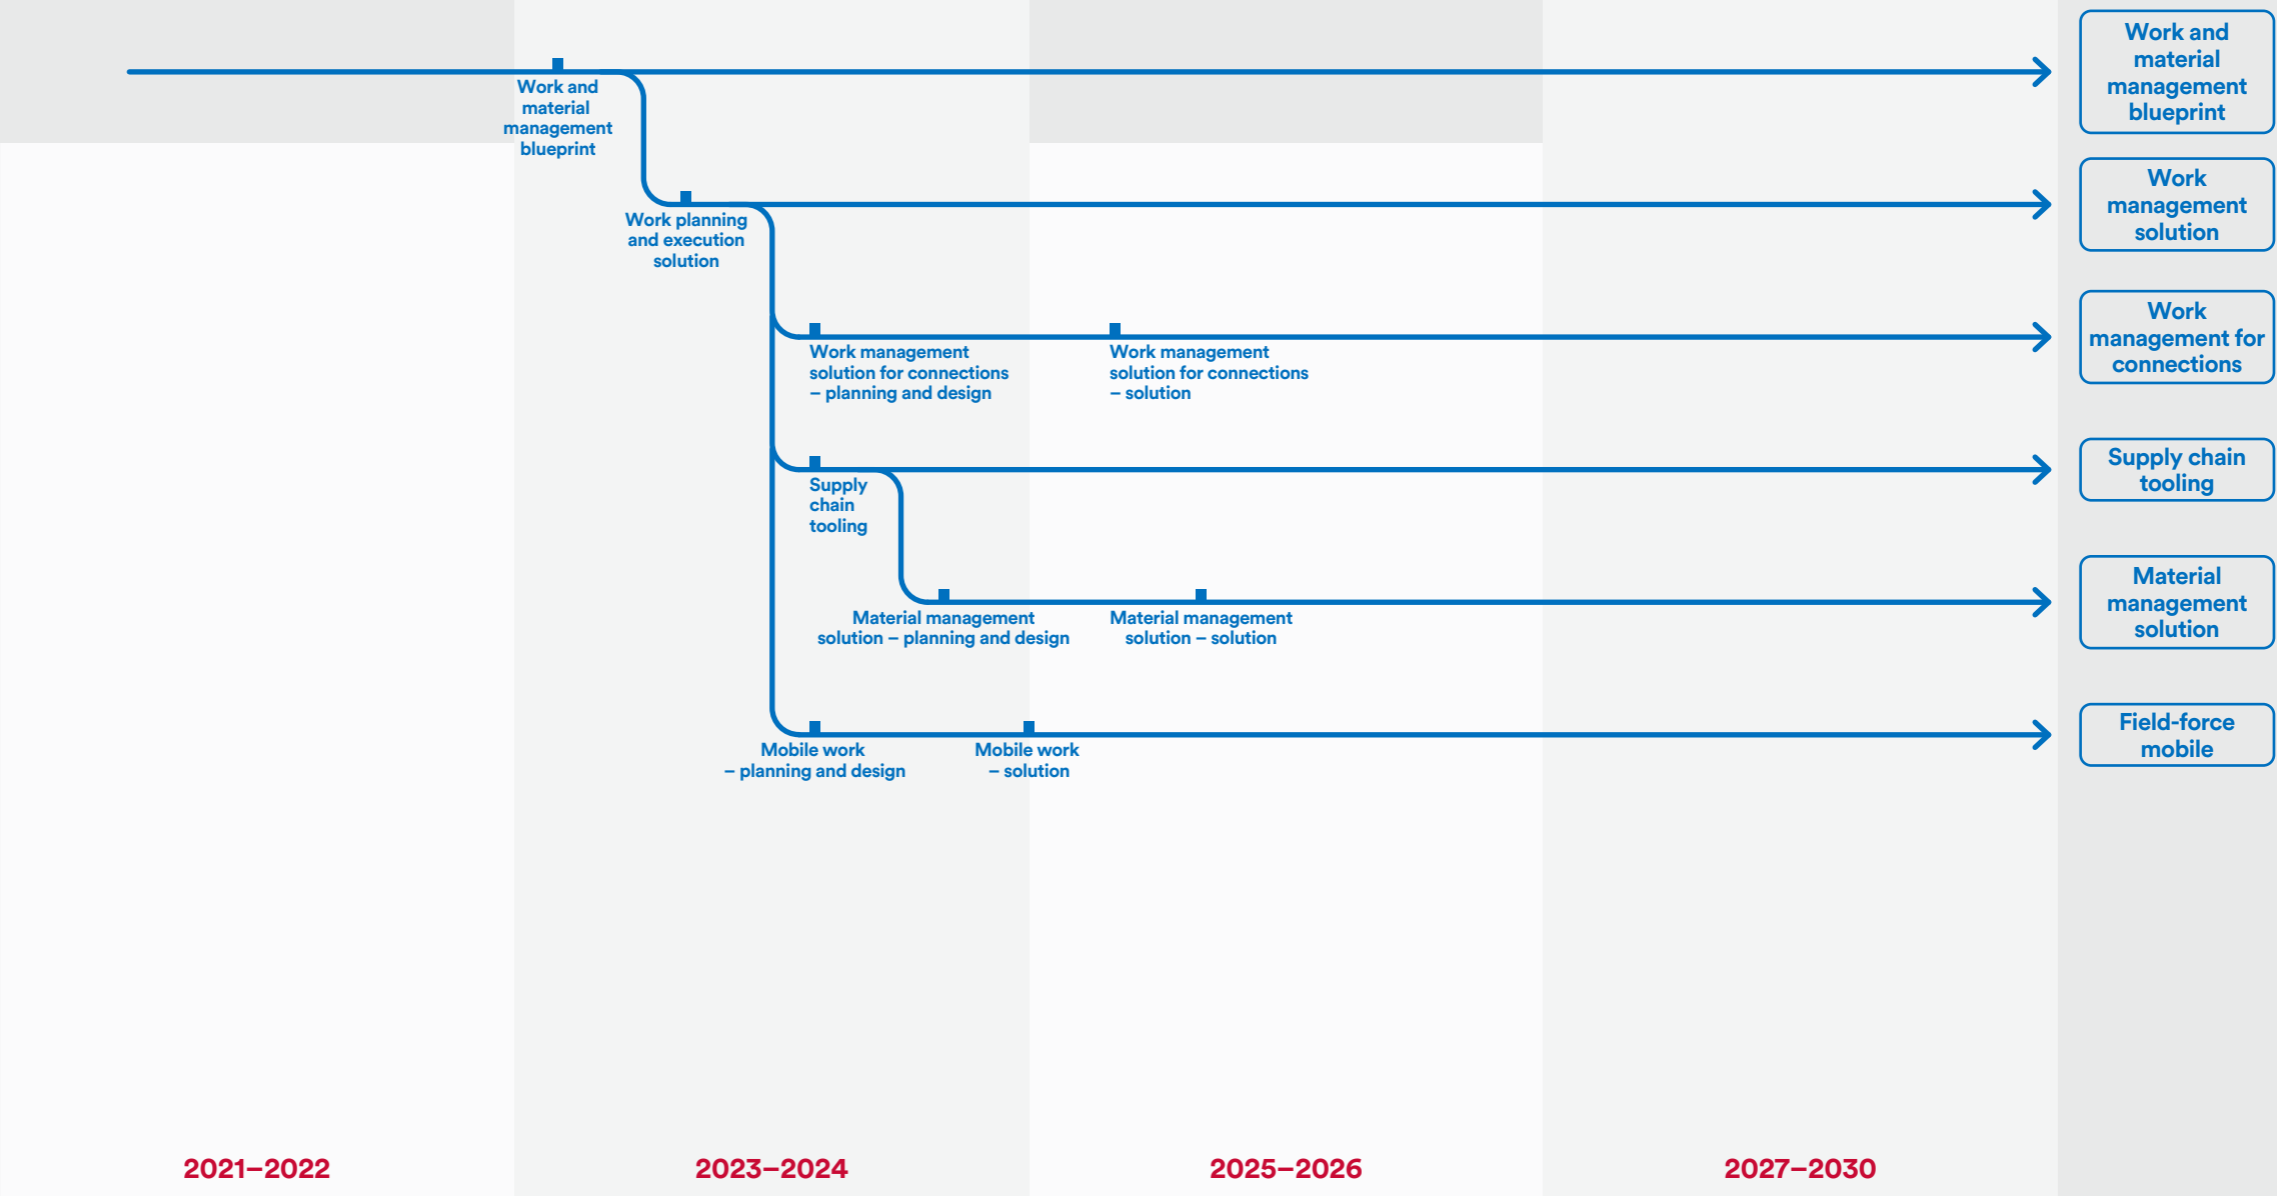 Work and
material
management
blueprint
Work and
material
management
blueprint
Work planning
and execution
solution
Work
management
solution
Work management
solution for connections
– planning and design
Work management
solution for connections
– solution
Work
management for
connections
Supply
chain
tooling
Supply chain
tooling
Material management
solution – planning and design
Material management
solution – solution
Material
management
solution
Mobile work
– planning and design
Mobile work
– solution
Field-force
mobile
2021–2022
2023–2024
2025–2026
2027–2030